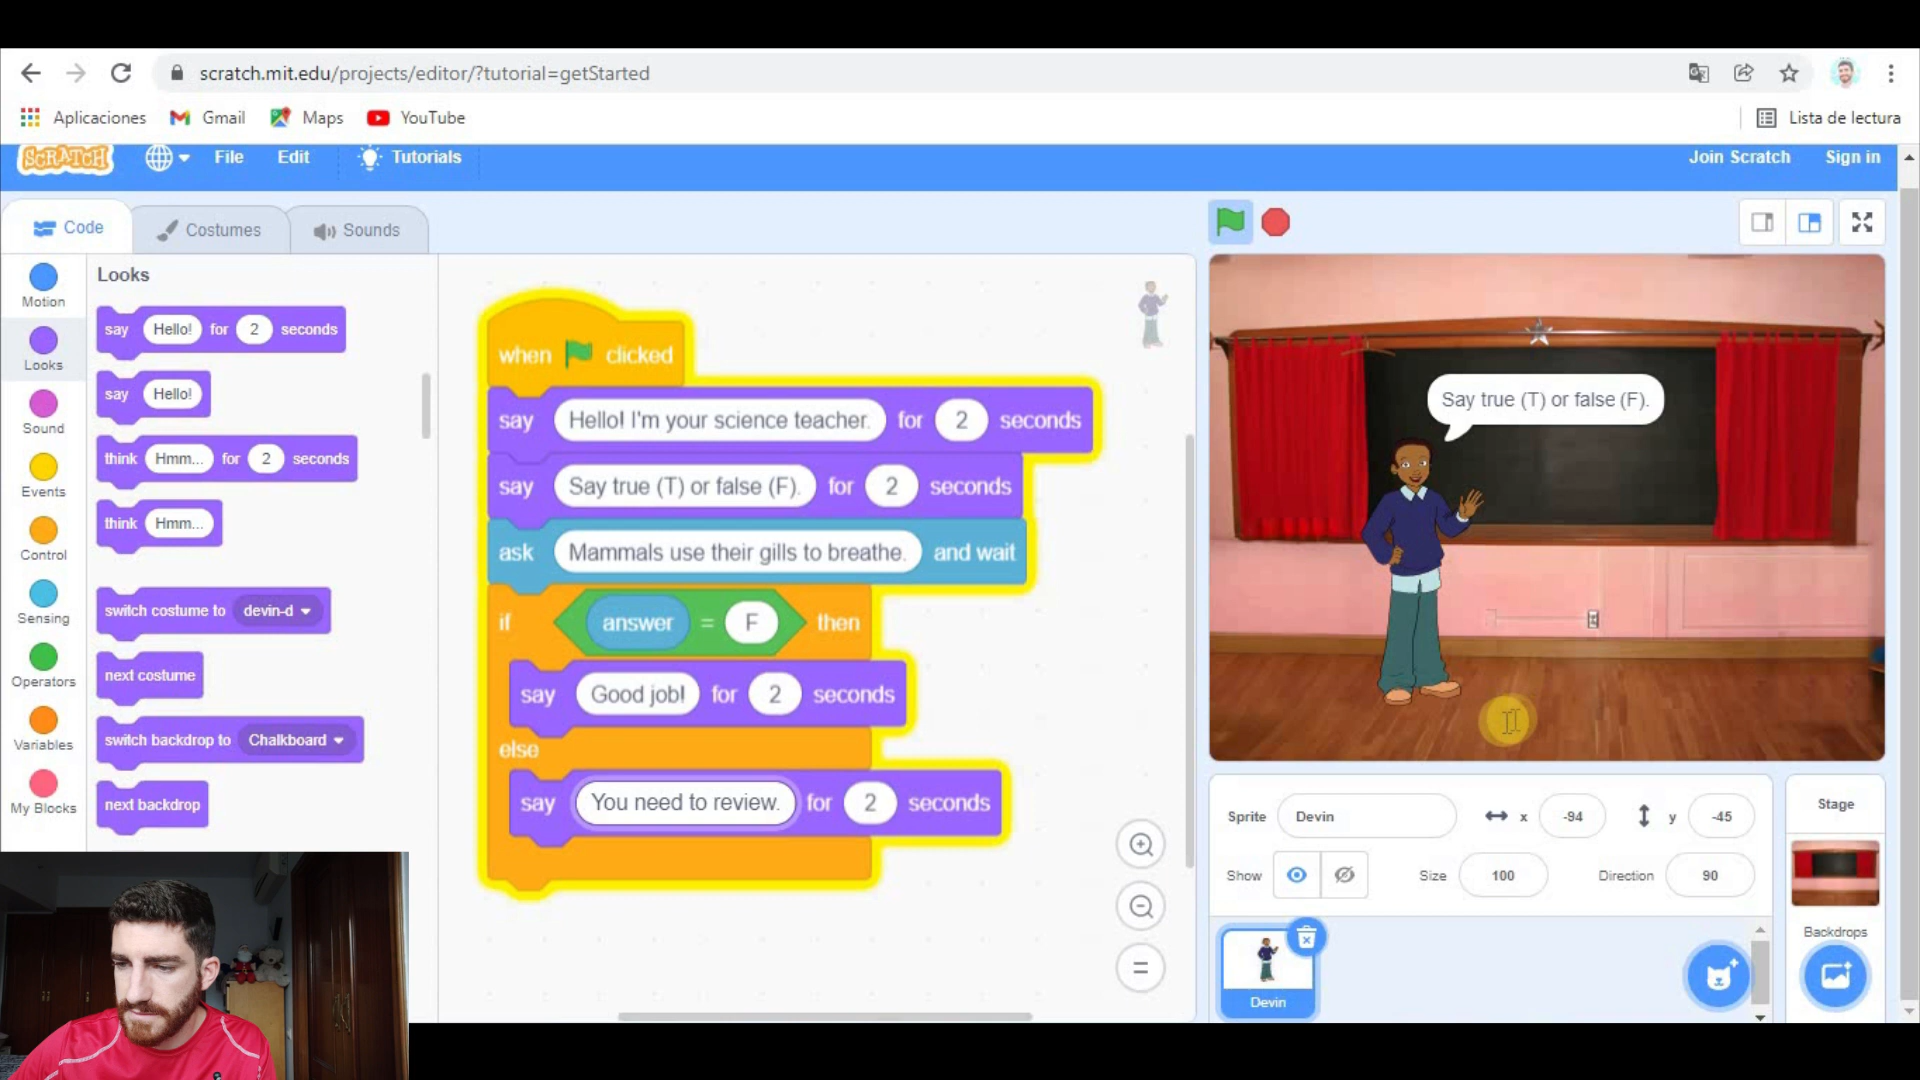 scratch.mit.edu/projects/editor/?tutorial=getStarted
Aplicaciones Gmail Maps YouTube Lista de lectura
SCRATCH File Edit Tutorials Join Scratch Sign in
Code Costumes Sounds
Motion
Looks
Sound
Events
Control
Sensing
Operators
Variables
My Blocks
Looks
say Hello! for 2 seconds
say Hello!
think Hmm... for 2 seconds
think Hmm...
switch costume to devin-d
next costume
switch backdrop to Chalkboard
next backdrop
when clicked
say Hello! I'm your science teacher. for 2 seconds
say Say true (T) or false (F). for 2 seconds
ask Mammals use their gills to breathe. and wait
if answer = F then
say Good job! for 2 seconds
else
say You need to review. for 2 seconds
Say true (T) or false (F).
Sprite Devin x -94 y -45
Show Size 100 Direction 90
Devin
Stage
Backdrops